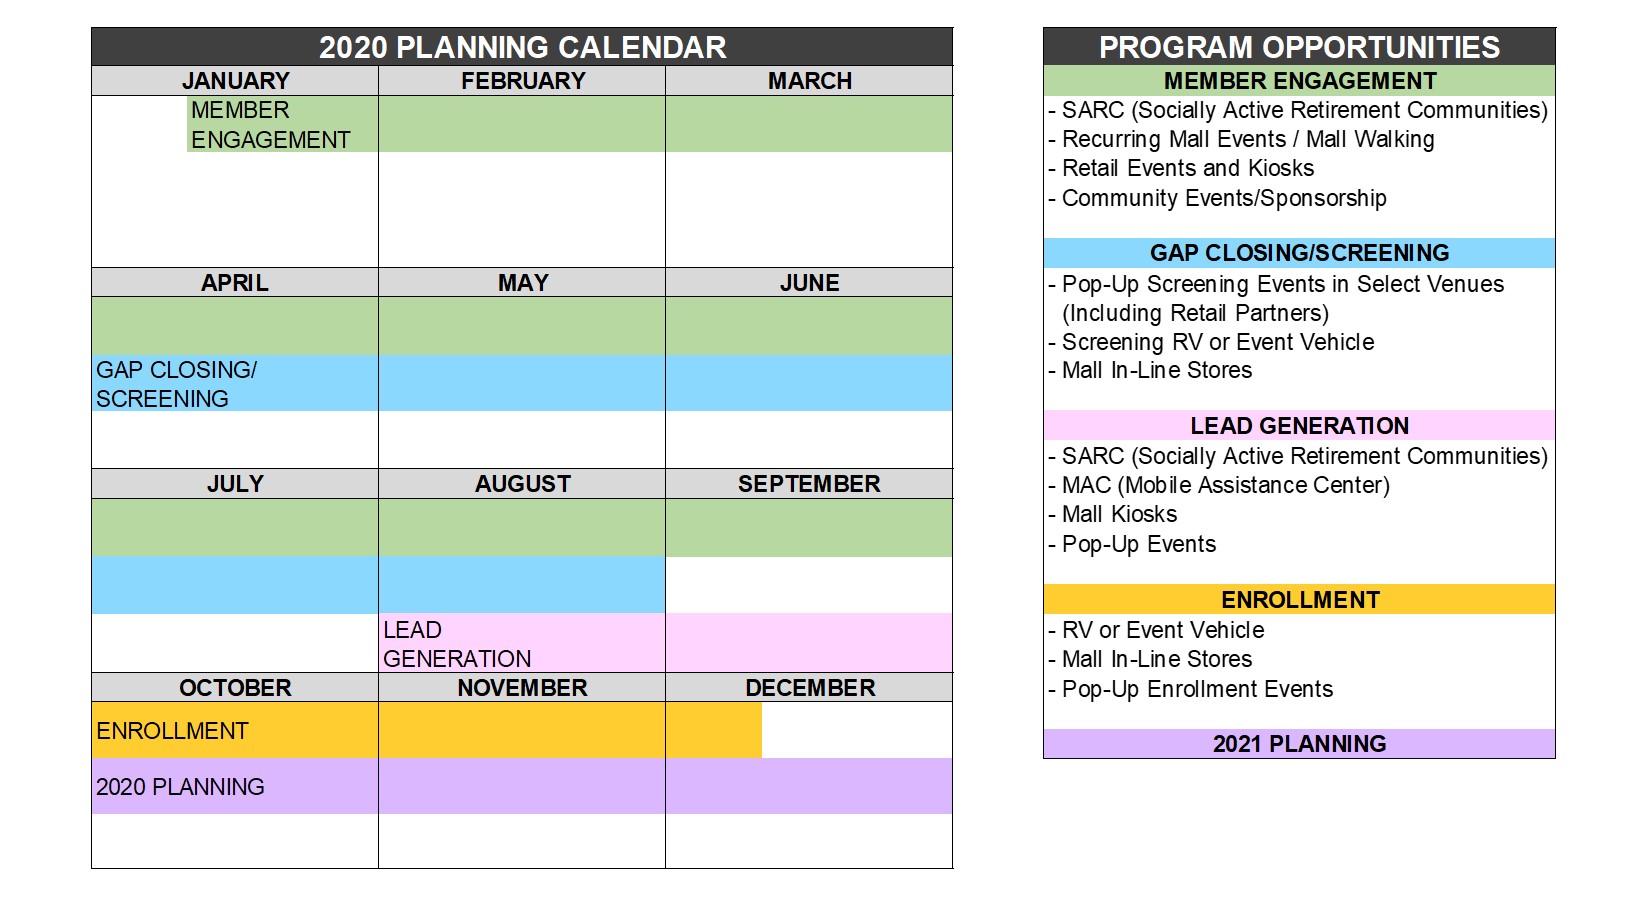 2020 PLANNING CALENDAR
JANUARY
FEBRUARY
MARCH
MEMBER
ENGAGEMENT
APRIL
MAY
JUNE
GAP CLOSING/
SCREENING
JULY
AUGUST
SEPTEMBER
LEAD
GENERATION
OCTOBER
NOVEMBER
DECEMBER
ENROLLMENT
2020 PLANNING
PROGRAM OPPORTUNITIES
MEMBER ENGAGEMENT
- SARC (Socially Active Retirement Communities)
- Recurring Mall Events / Mall Walking
- Retail Events and Kiosks
- Community Events/Sponsorship
GAP CLOSING/SCREENING
- Pop-Up Screening Events in Select Venues
(Including Retail Partners)
- Screening RV or Event Vehicle
- Mall In-Line Stores
LEAD GENERATION
- SARC (Socially Active Retirement Communities)
- MAC (Mobile Assistance Center)
- Mall Kiosks
- Pop-Up Events
ENROLLMENT
- RV or Event Vehicle
- Mall In-Line Stores
- Pop-Up Enrollment Events
2021 PLANNING